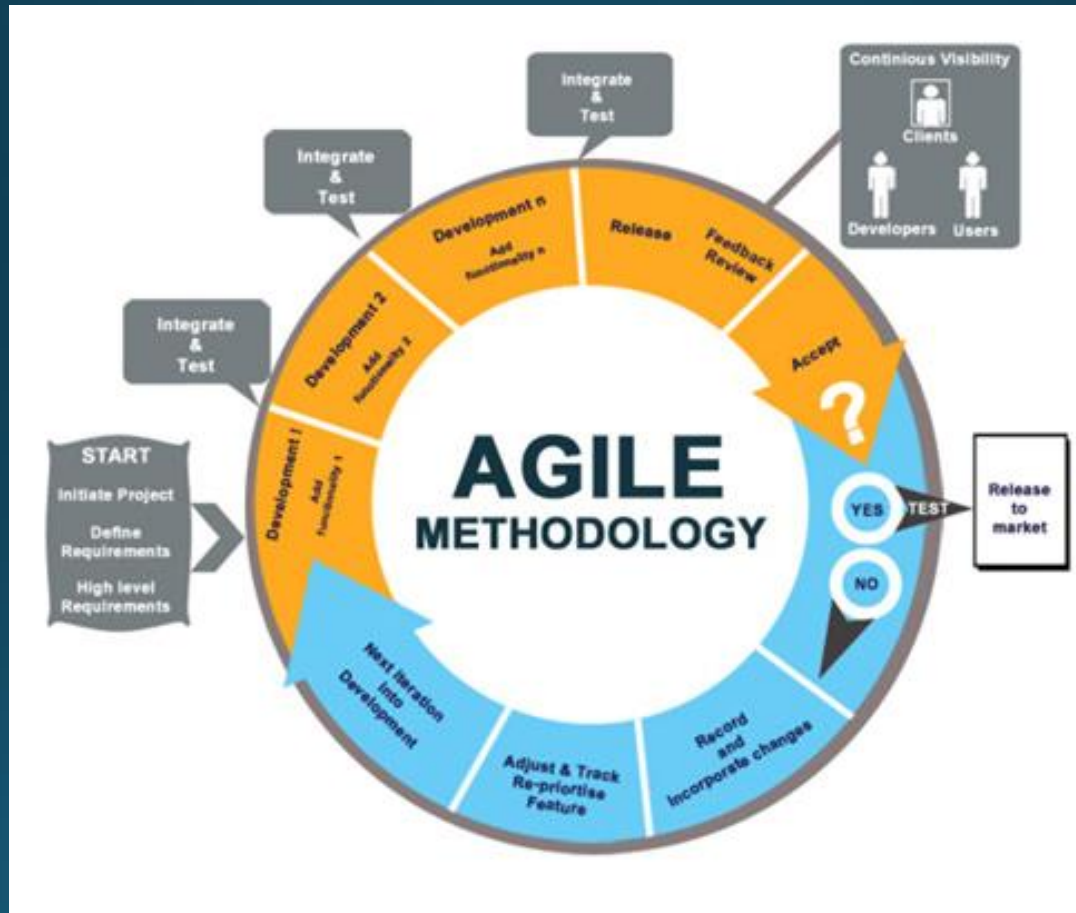 START
Initiate Project
Define
Requirements
High level
Requirements
Integrate
&
Test
Integrate
&
Test
Integrate
&
Test
Continious Visibility
Clients
Developers Users
Development I
Add
functionality 1
Development 2
Add
functionality 2
Development n
Add
functionality n
Release
Feedback
Review
Accept
?
YES
TEST
Release
to
market
NO
Record
and
Incorporate changes
Adjust & Track
Re-priortise
Feature
Next iteration
into
Development
AGILE
METHODOLOGY